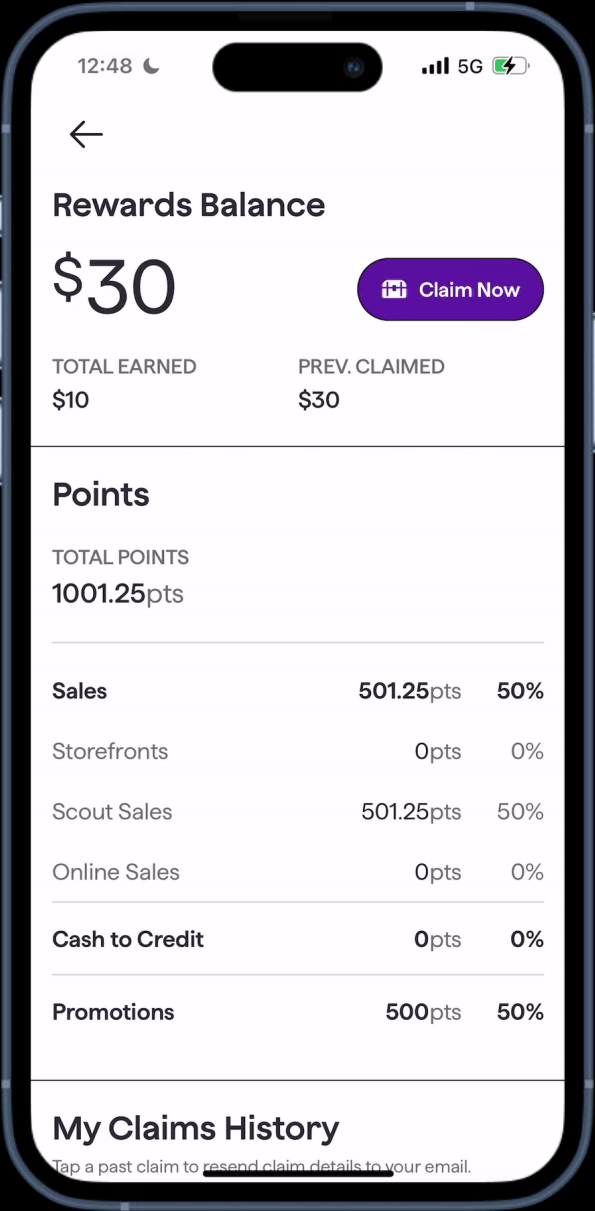 12:48 5G
Rewards Balance
$30 Claim Now
TOTAL EARNED PREV. CLAIMED
$10 $30
Points
TOTAL POINTS
1001.25pts
Sales 501.25pts 50%
Storefronts 0pts 0%
Scout Sales 501.25pts 50%
Online Sales 0pts 0%
Cash to Credit 0pts 0%
Promotions 500pts 50%
My Claims History
Tap a past claim to resend claim details to your email.